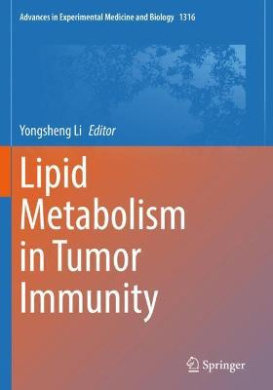 Advances in Experimental Medicine and Biology 1316
Yongsheng Li Editor
Lipid
Metabolism
in Tumor
Immunity
Springer